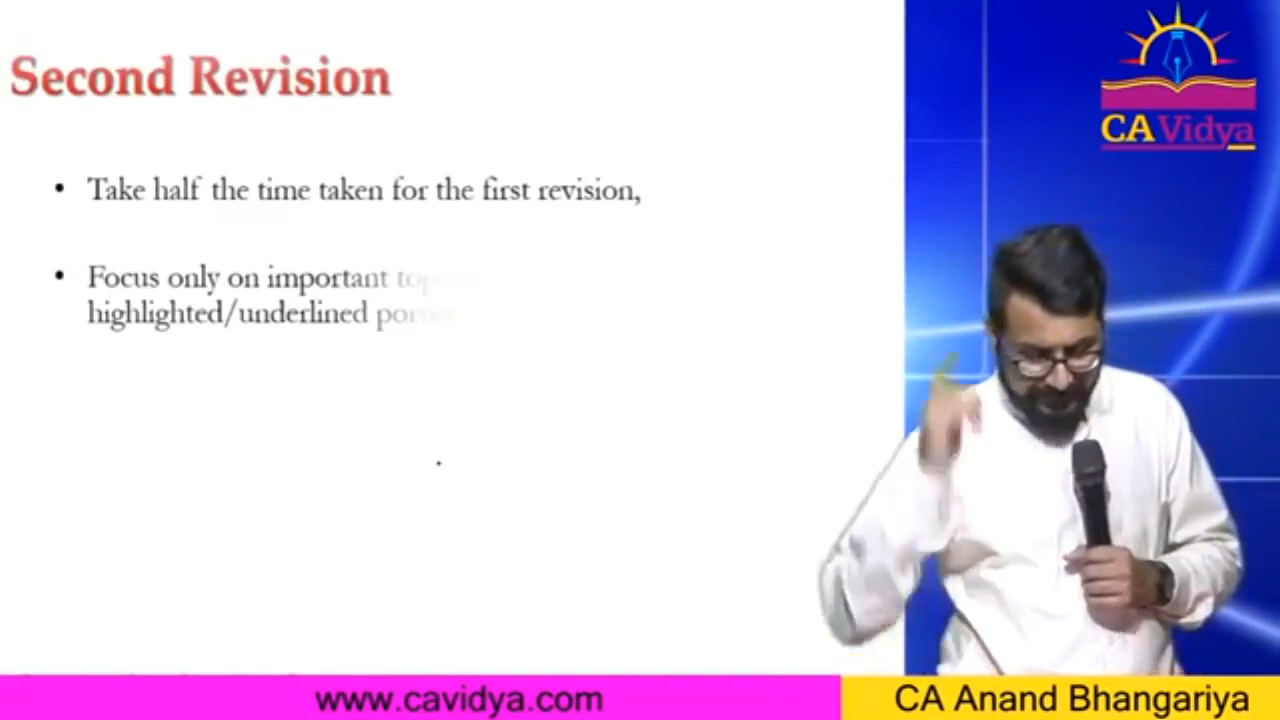 Second Revision
• Take half the time taken for the first revision,
• Focus only on important
highlighted/underlined
CA Vidya
www.cavidya.com
CA Anand Bhangariya